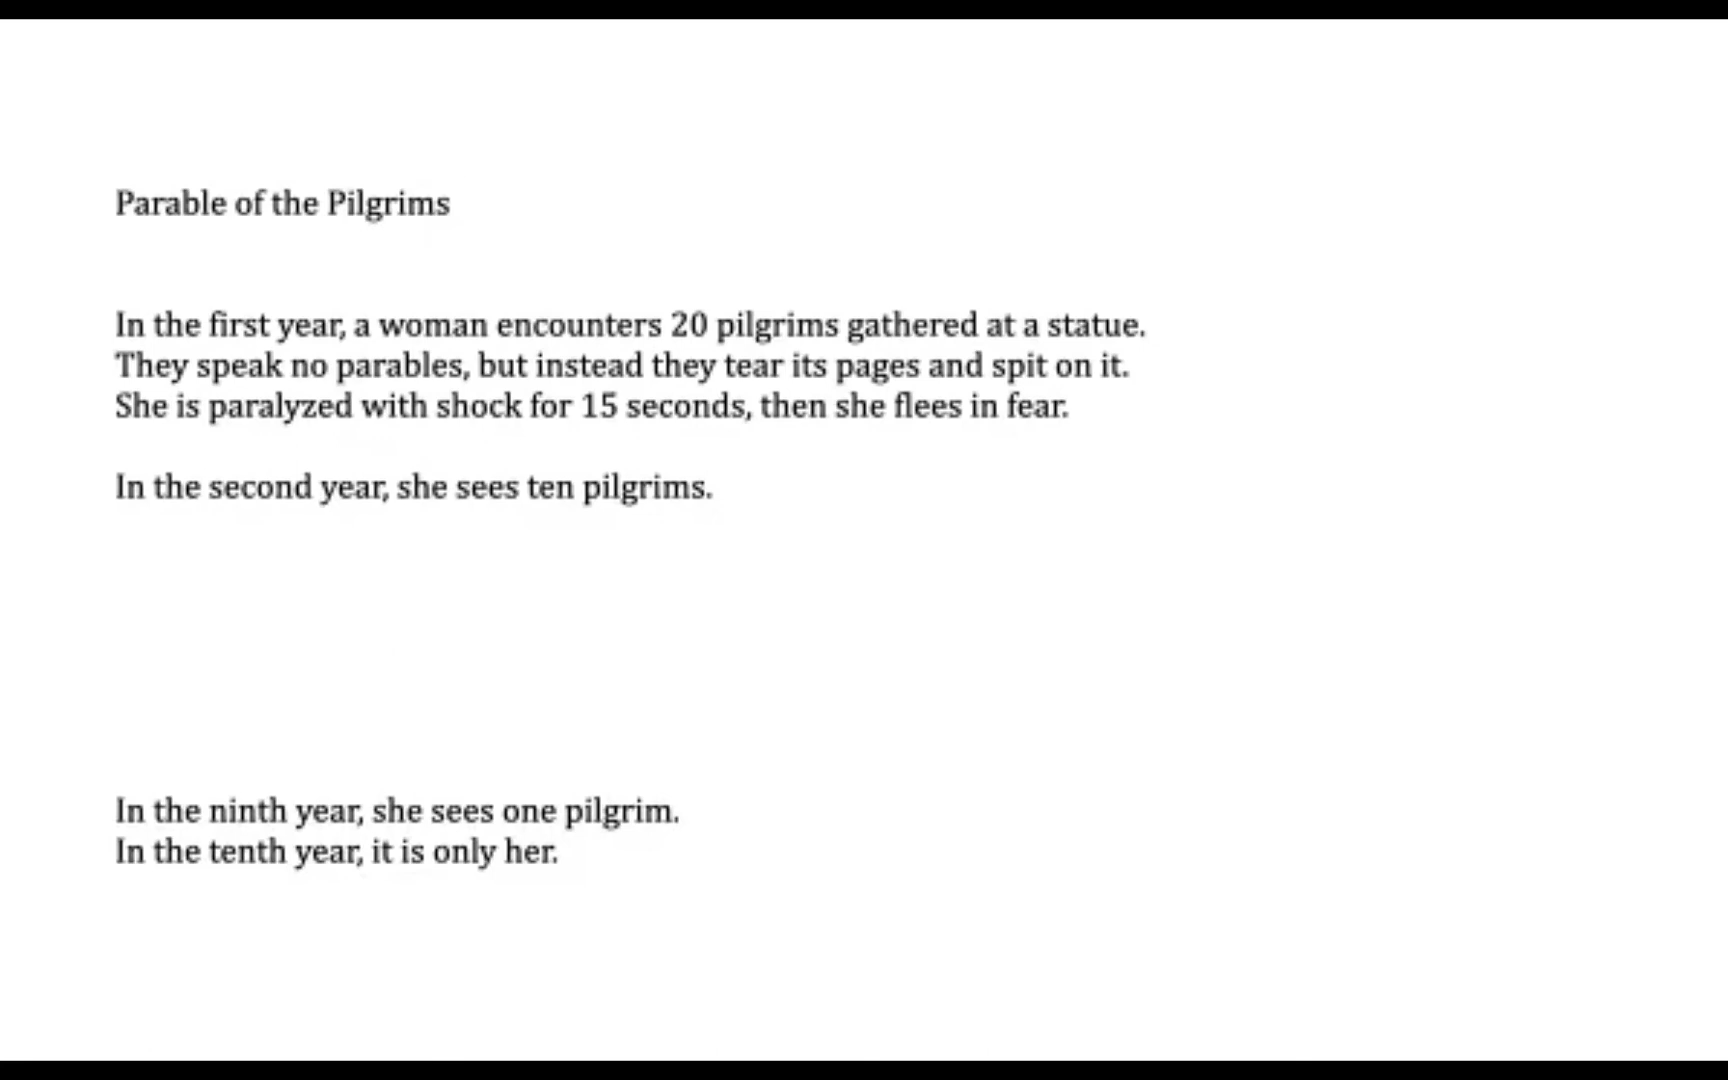 Parable of the Pilgrims
In the first year, a woman encounters 20 pilgrims gathered at a statue.
They speak no parables, but instead they tear its pages and spit on it.
She is paralyzed with shock for 15 seconds, then she flees in fear.
In the second year, she sees ten pilgrims.
In the ninth year, she sees one pilgrim.
In the tenth year, it is only her.